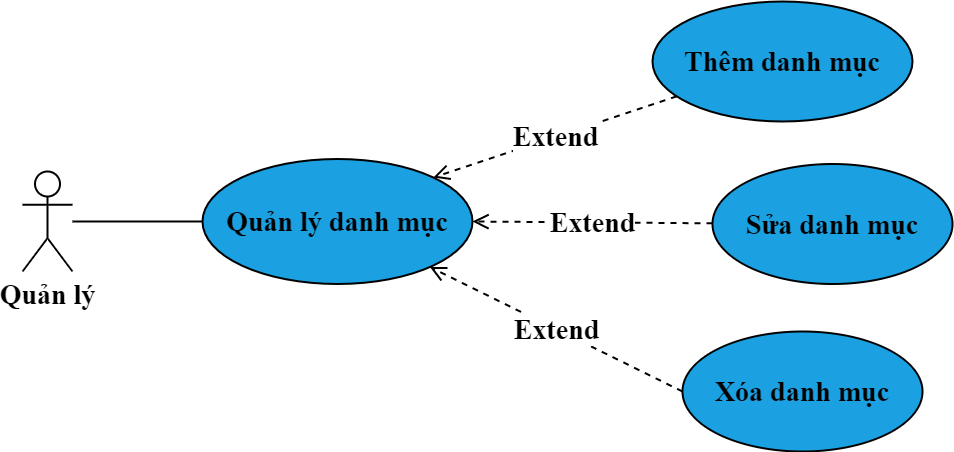 Thêm danh mục
Extend
Quản lý danh mục
Extend
Sửa danh mục
Quản lý
Extend
Xóa danh mục